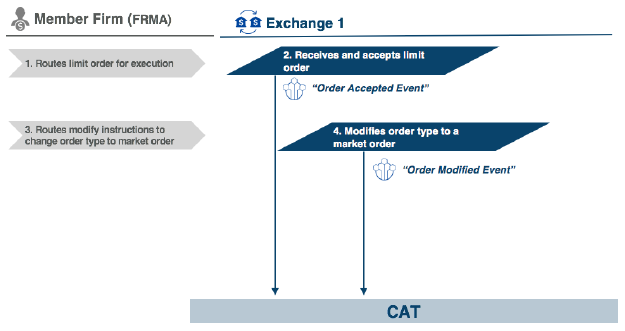 Member Firm (FRMA)
Exchange 1
1. Routes limit order for execution
2. Receives and accepts limit
order
"Order Accepted Event"
3. Routes modify instructions to
change order type to market order
4. Modifies order type to a
market order
"Order Modified Event"
CAT